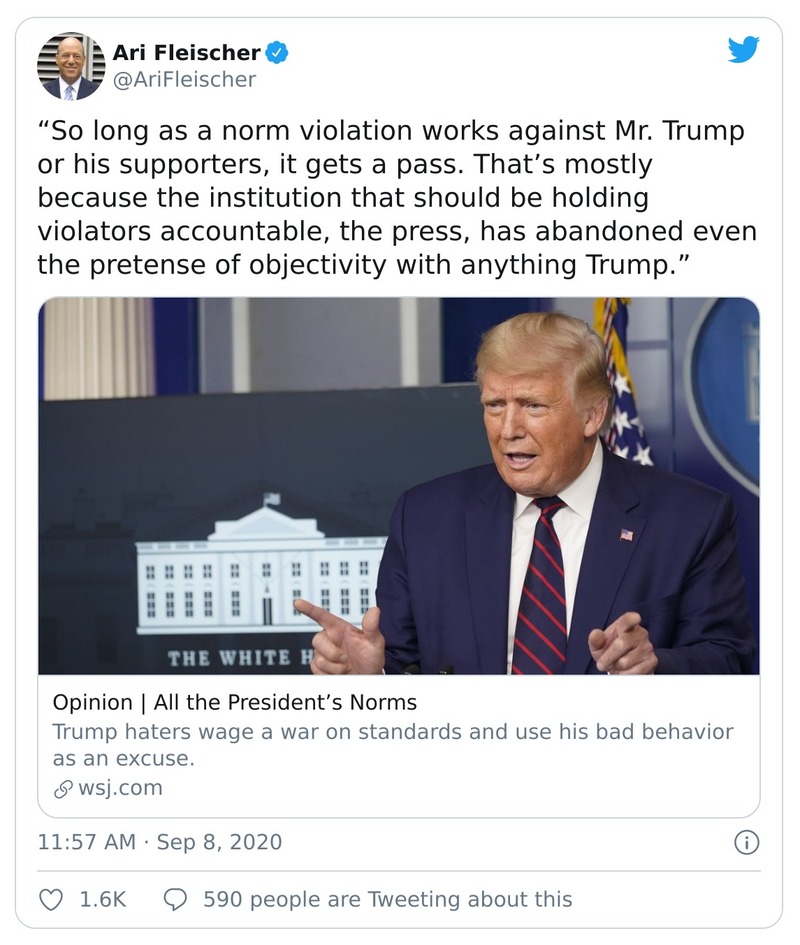 Ari Fleischer
@AriFleischer
“So long as a norm violation works against Mr. Trump
or his supporters, it gets a pass. That’s mostly
because the institution that should be holding
violators accountable, the press, has abandoned even
the pretense of objectivity with anything Trump.”
THE WHITE H
Opinion | All the President’s Norms
Trump haters wage a war on standards and use his bad behavior
as an excuse.
wsj.com
11:57 AM · Sep 8, 2020
1.6K 590 people are Tweeting about this